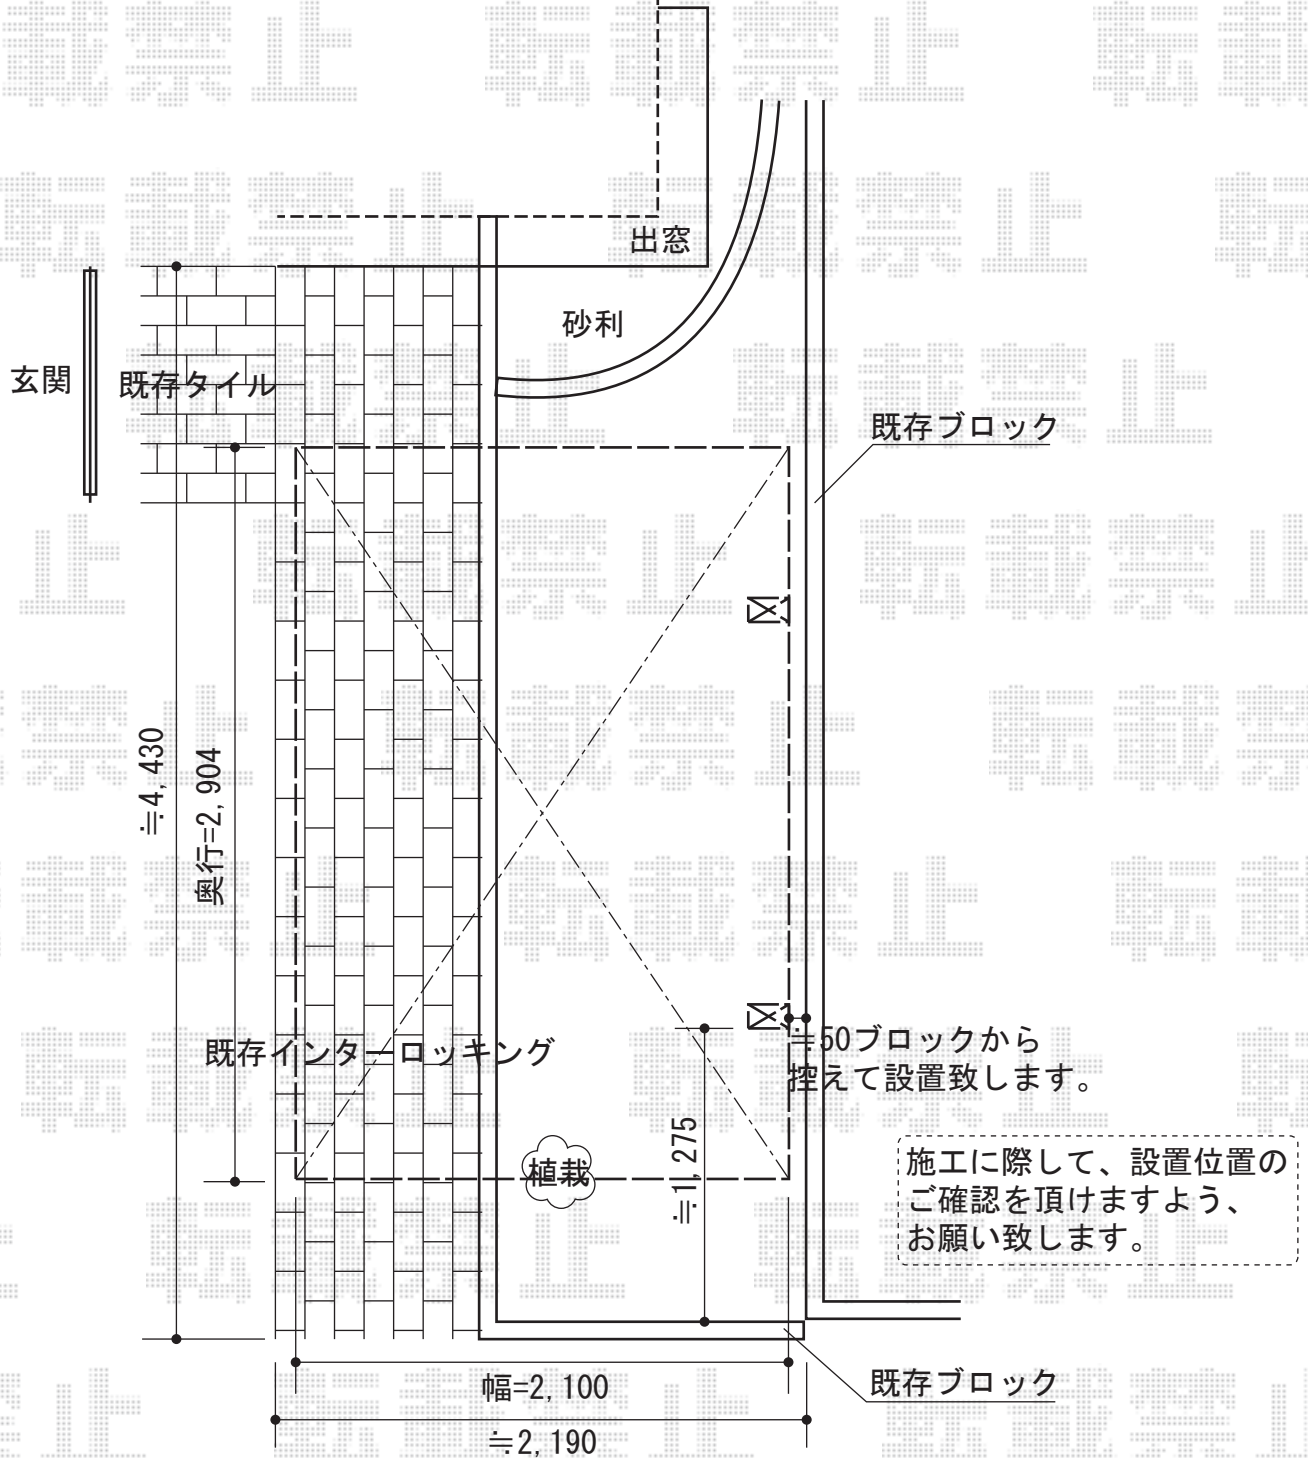 出窓
砂利
玄関
既存タイル
既存ブロック
≒4,430
奥行=2,904
既存インターロッキング
≒50ブロックから
控えて設置致します。
≒1,275
植栽
施工に際して、設置位置の
ご確認を頂けますよう、
お願い致します。
幅=2,100
既存ブロック
≒2,190
転載禁止